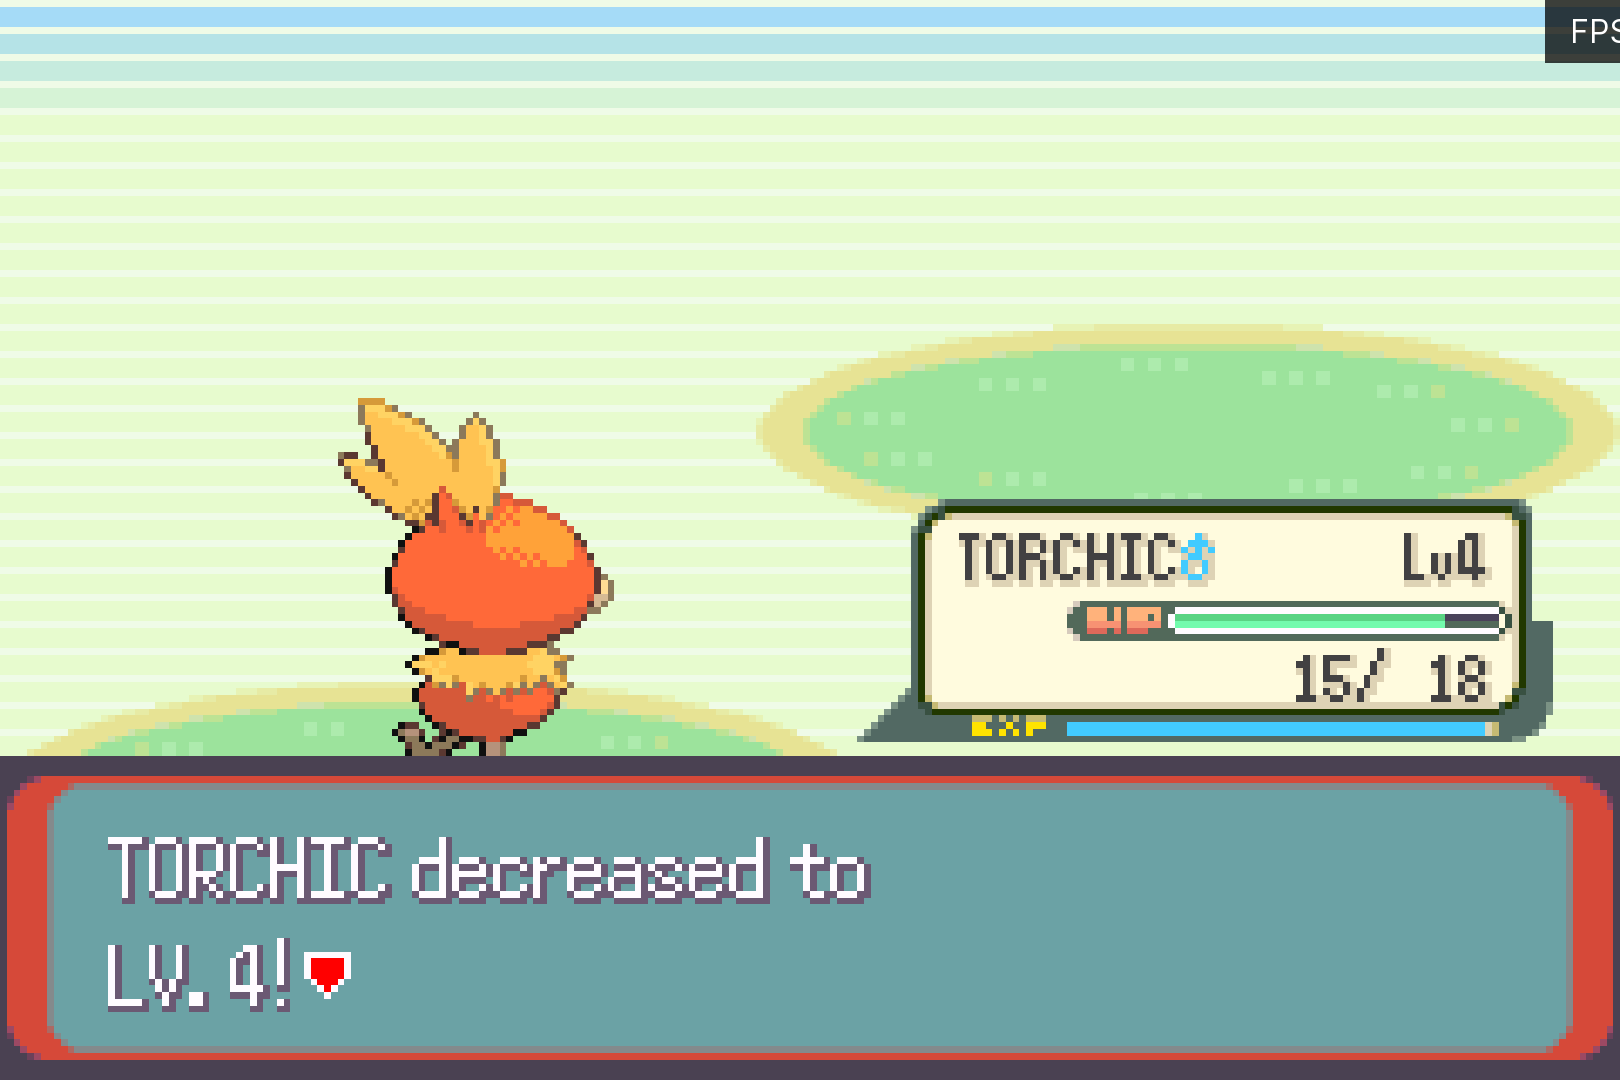 FPS
TORCHIC♂ Lv4
HP
15/ 18
EXP
TORCHIC decreased to
LV. 4!